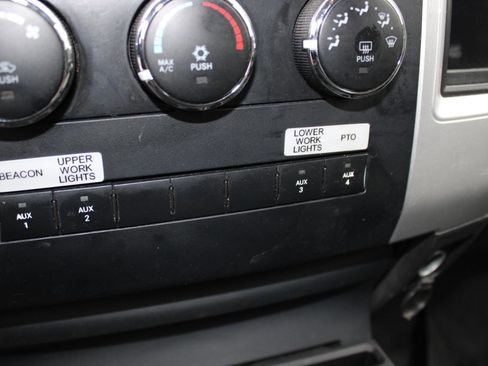 MAX
A/C
PUSH
PUSH
BEACON
UPPER
WORK
LIGHTS
LOWER
WORK
LIGHTS
PTO
AUX
1
AUX
2
AUX
3
AUX
4